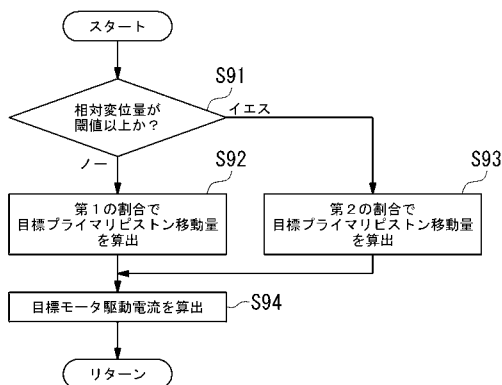 スタート
S91
相対変位量が
閾値以上か？
イエス
ノー
S92
第１の割合で
目標プライマリピストン移動量
を算出
S93
第２の割合で
目標プライマリピストン移動量
を算出
目標モータ駆動電流を算出
S94
リターン